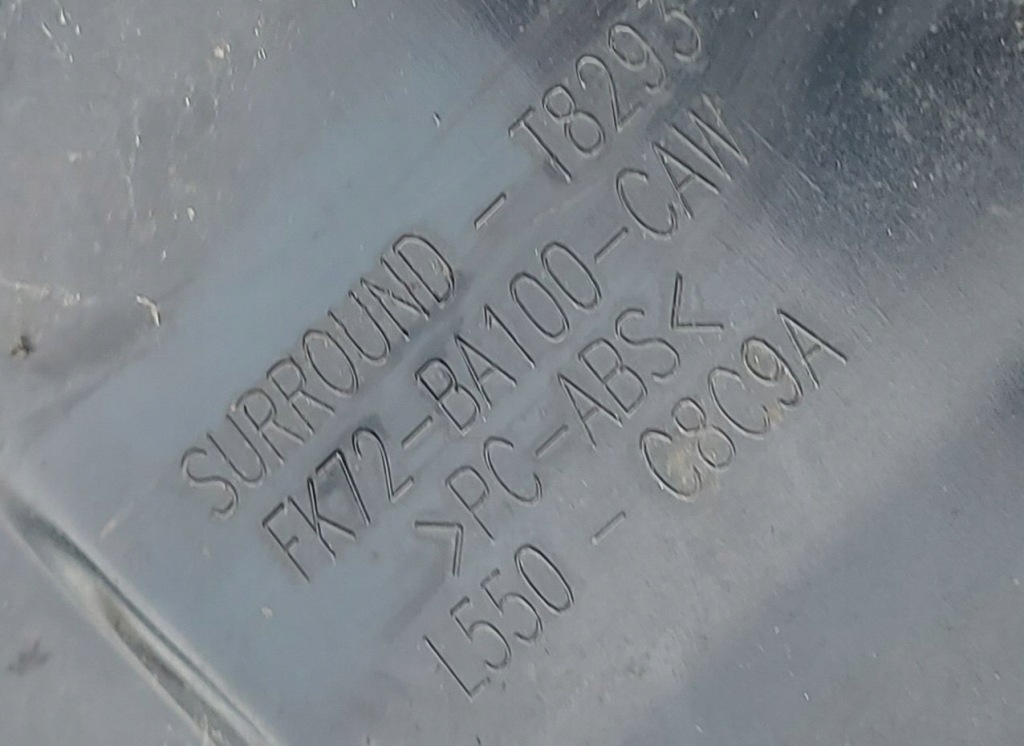 SURROUND - T8293
FK72-BA100-CAW
>PC-ABS<
L550 - C8C9A